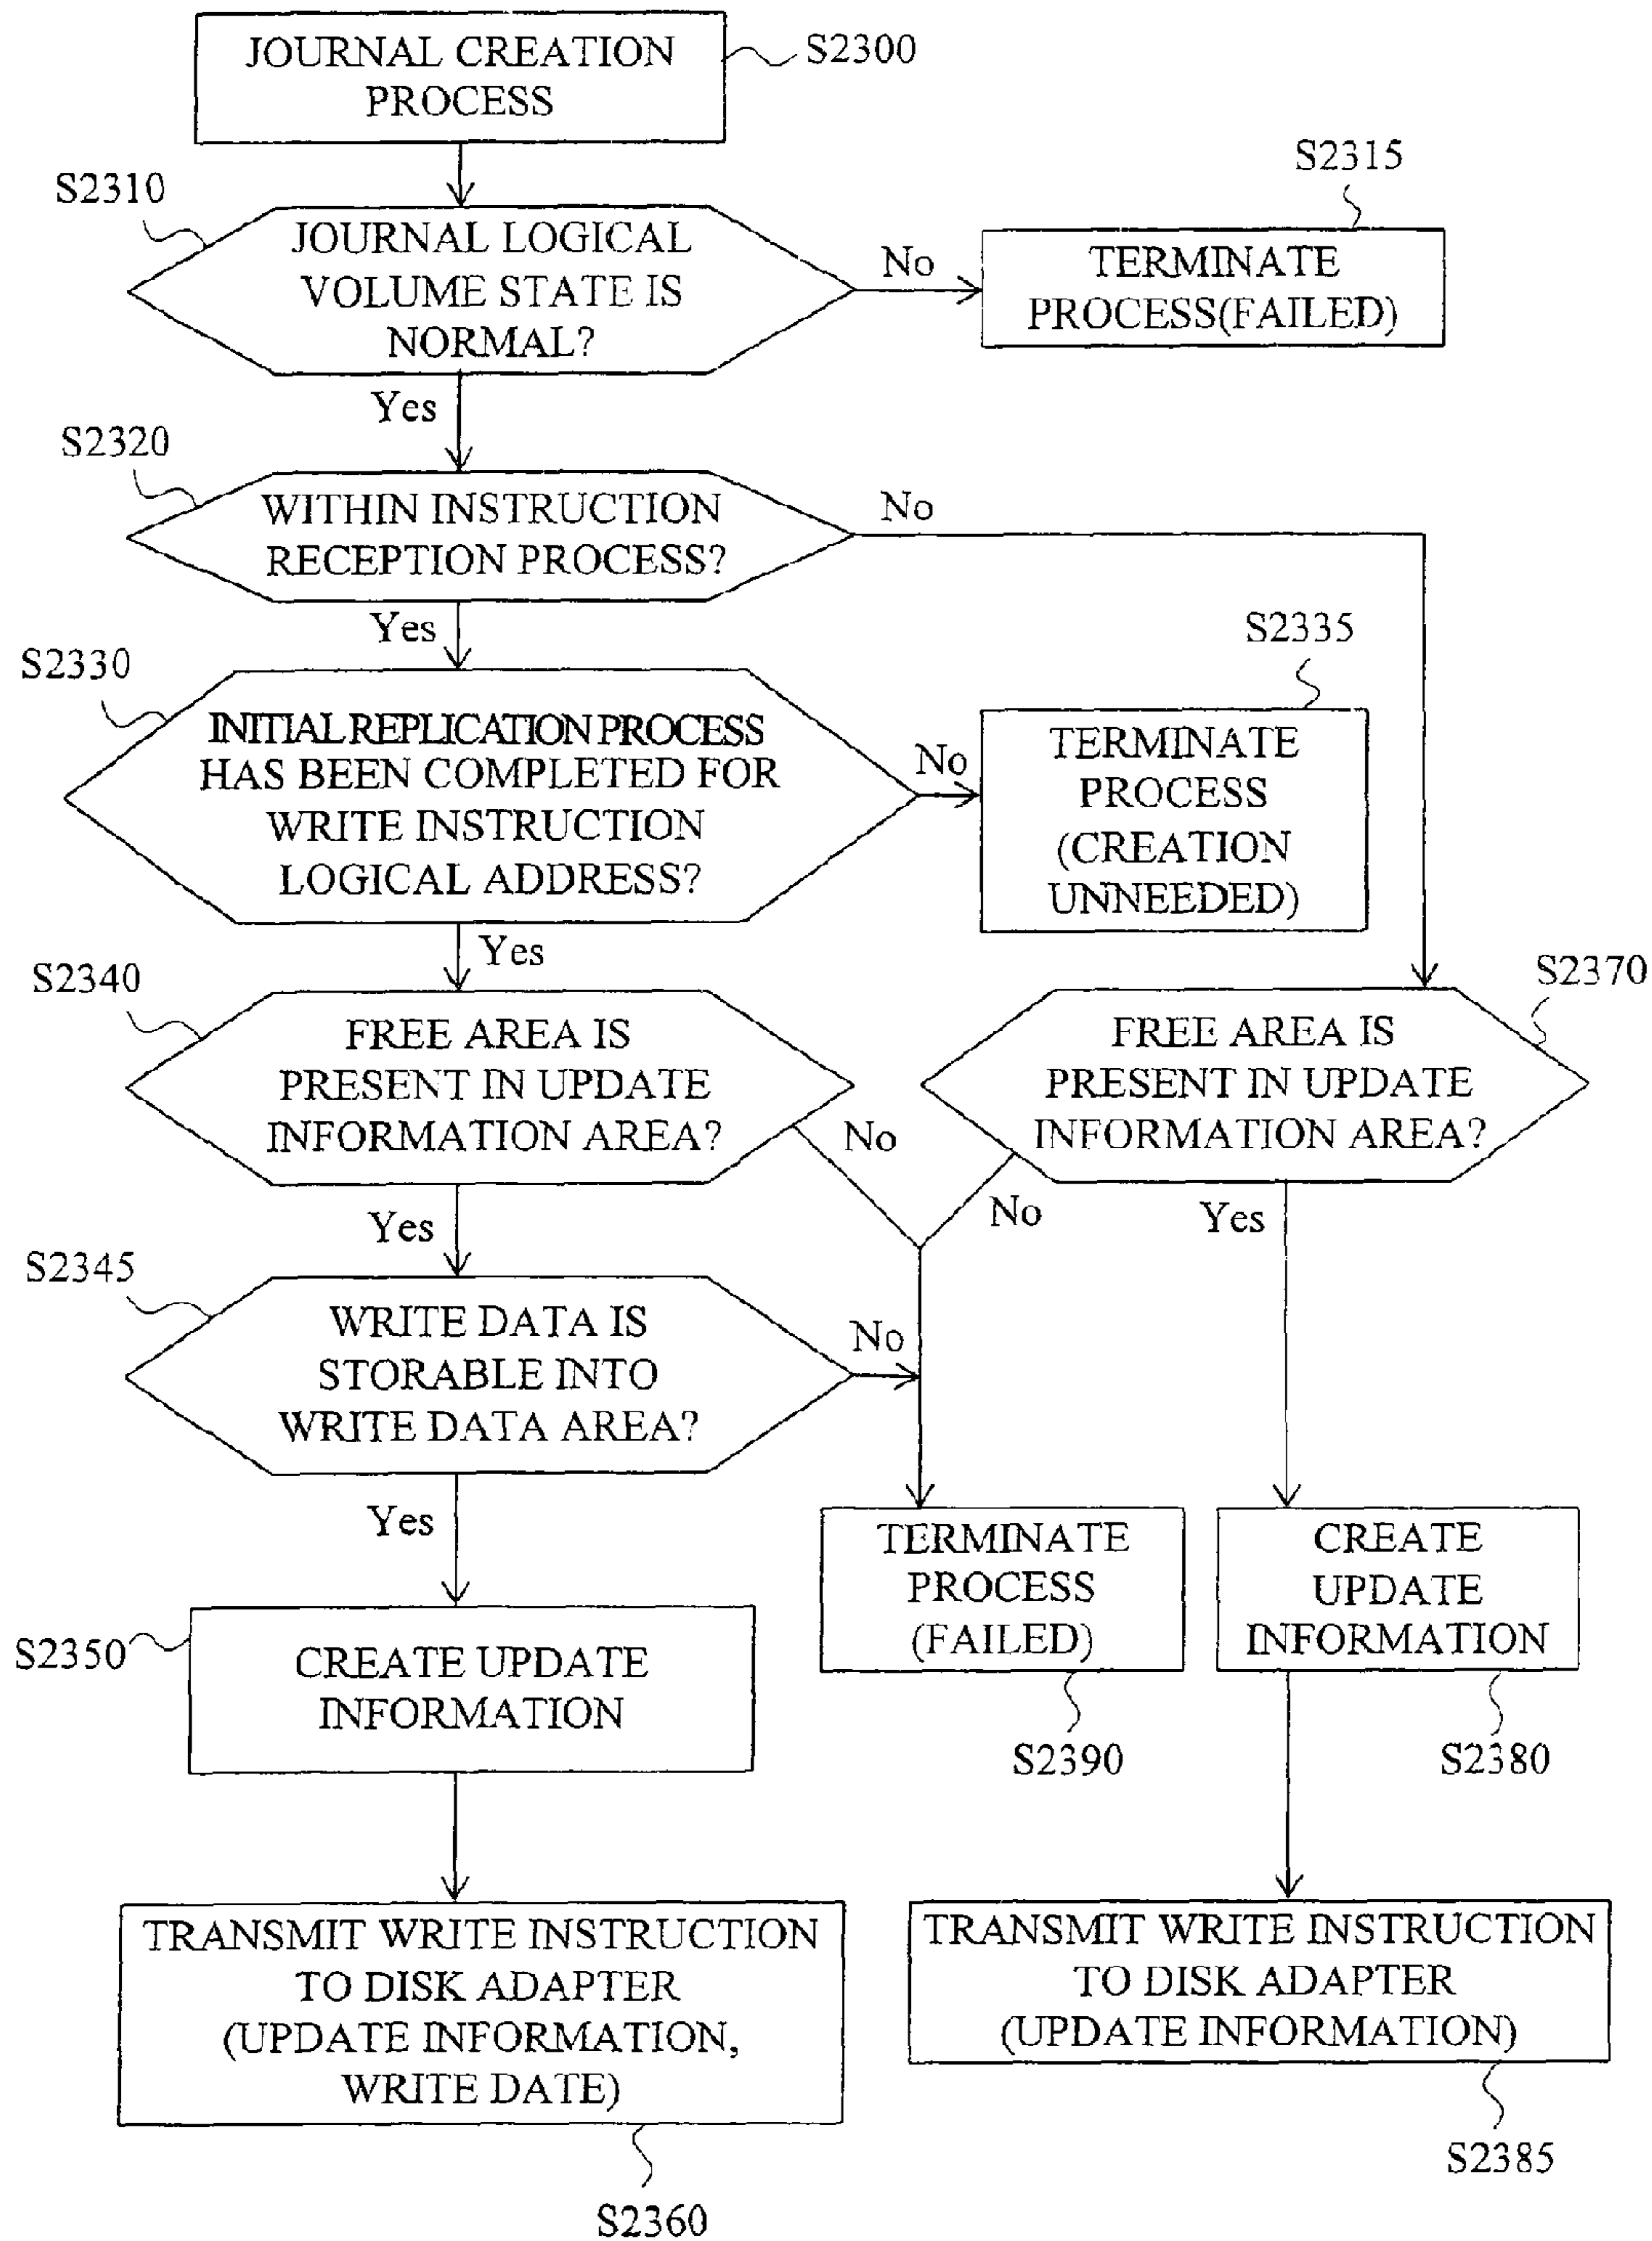 JOURNAL CREATION
PROCESS
S2300
S2310
JOURNAL LOGICAL
VOLUME STATE IS
NORMAL?
No
S2315
TERMINATE
PROCESS(FAILED)
Yes
S2320
WITHIN INSTRUCTION
RECEPTION PROCESS?
No
Yes
S2330
INITIAL REPLICATION PROCESS
HAS BEEN COMPLETED FOR
WRITE INSTRUCTION
LOGICAL ADDRESS?
No
S2335
TERMINATE
PROCESS
(CREATION
UNNEEDED)
Yes
S2340
FREE AREA IS
PRESENT IN UPDATE
INFORMATION AREA?
No
S2370
FREE AREA IS
PRESENT IN UPDATE
INFORMATION AREA?
No
Yes
Yes
S2345
WRITE DATA IS
STORABLE INTO
WRITE DATA AREA?
No
Yes
TERMINATE
PROCESS
(FAILED)
S2390
CREATE
UPDATE
INFORMATION
S2380
S2350
CREATE UPDATE
INFORMATION
TRANSMIT WRITE INSTRUCTION
TO DISK ADAPTER
(UPDATE INFORMATION,
WRITE DATE)
S2360
TRANSMIT WRITE INSTRUCTION
TO DISK ADAPTER
(UPDATE INFORMATION)
S2385